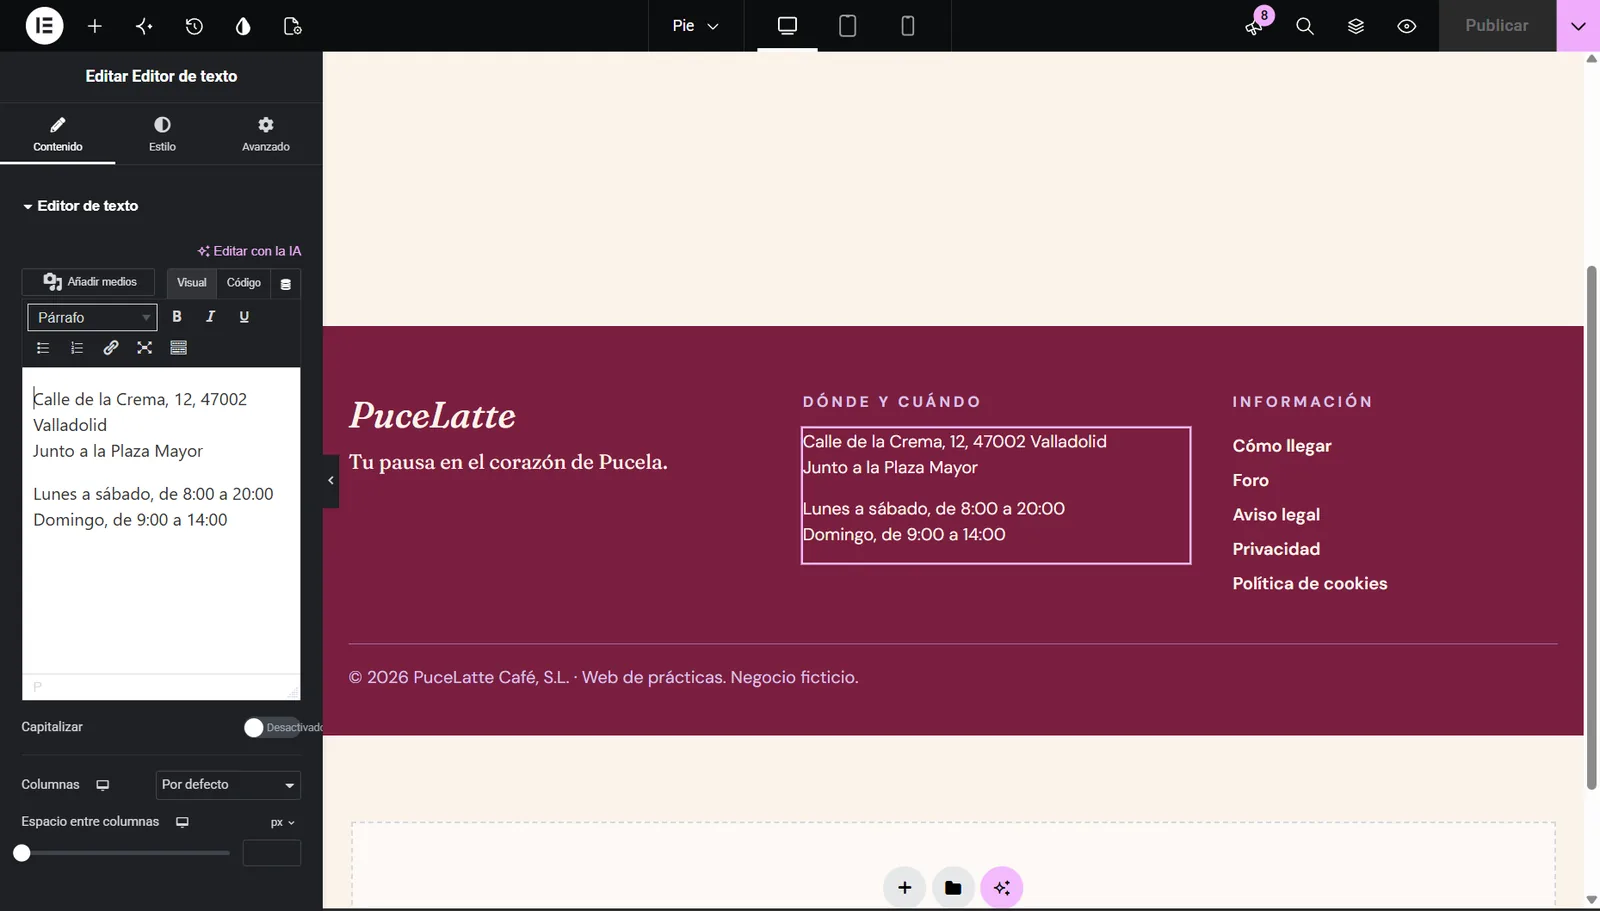 Pie
8
Publicar
Editar Editor de texto
Contenido
Estilo
Avanzado
Editor de texto
Editar con la IA
Añadir medios
Visual
Código
Párrafo
B
I
U
Calle de la Crema, 12, 47002
Valladolid
Junto a la Plaza Mayor
Lunes a sábado, de 8:00 a 20:00
Domingo, de 9:00 a 14:00
P
Capitalizar
Desactivado
Columnas
Por defecto
Espacio entre columnas
px
PuceLatte
Tu pausa en el corazón de Pucela.
DÓNDE Y CUÁNDO
Calle de la Crema, 12, 47002 Valladolid
Junto a la Plaza Mayor
Lunes a sábado, de 8:00 a 20:00
Domingo, de 9:00 a 14:00
INFORMACIÓN
Cómo llegar
Foro
Aviso legal
Privacidad
Política de cookies
© 2026 PuceLatte Café, S.L. · Web de prácticas. Negocio ficticio.